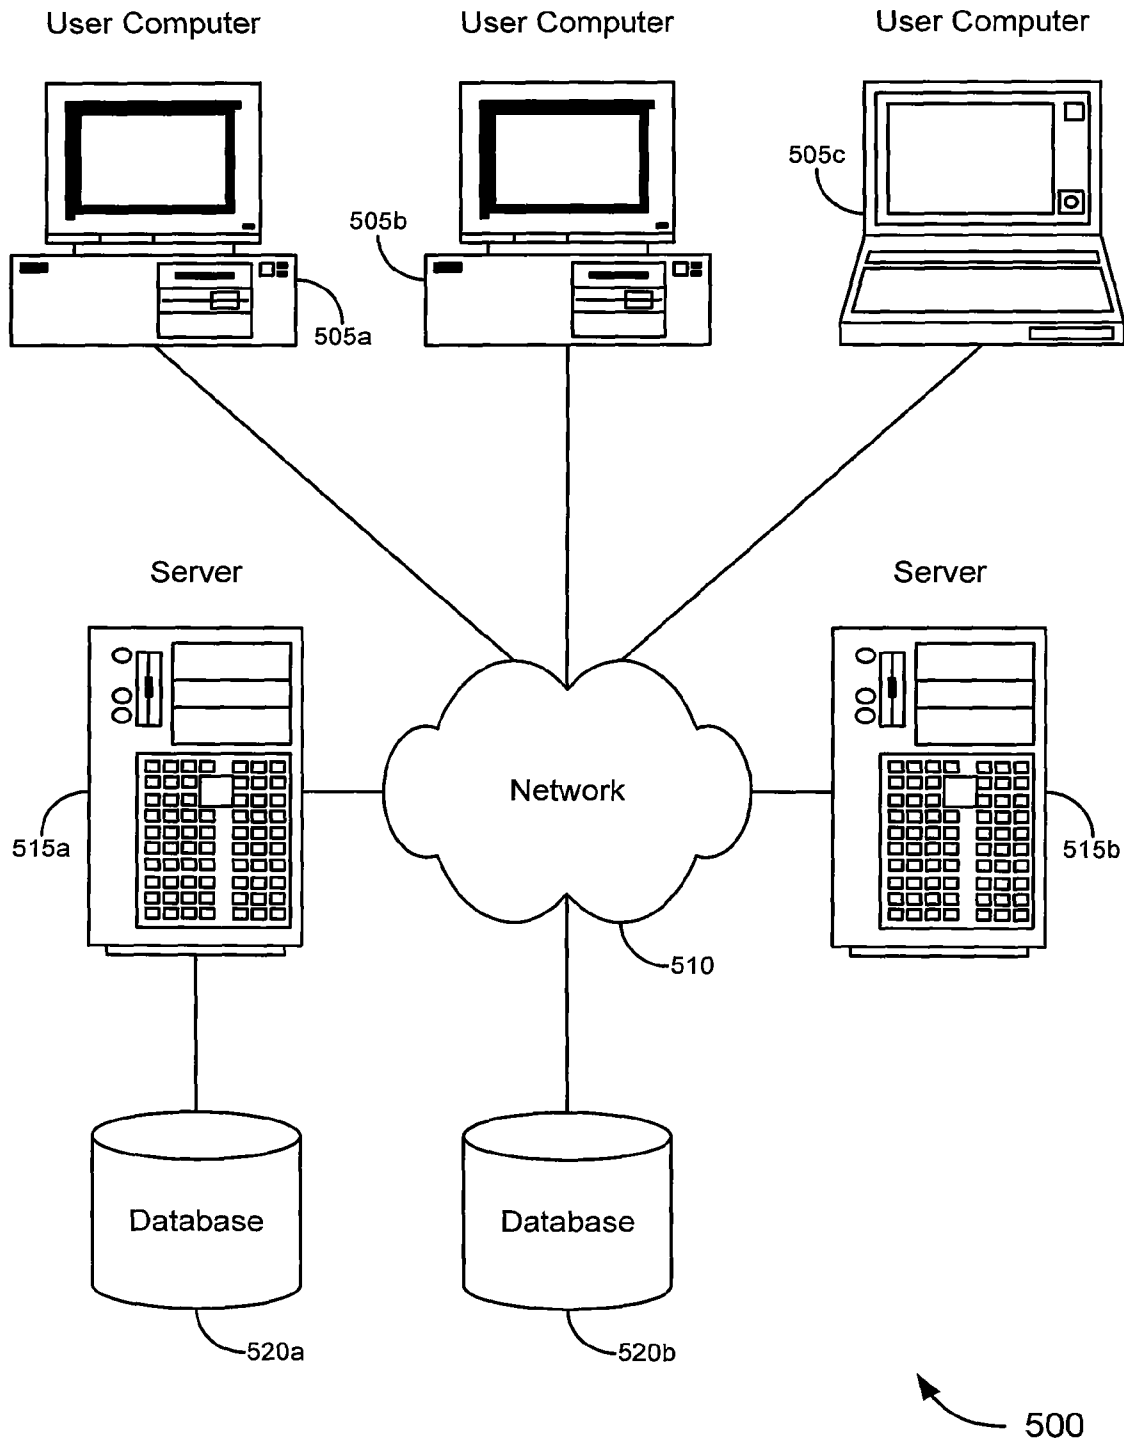 User Computer
User Computer
User Computer
505c
505b
505a
Server
Server
Network
515a
515b
510
Database
Database
520a
520b
500